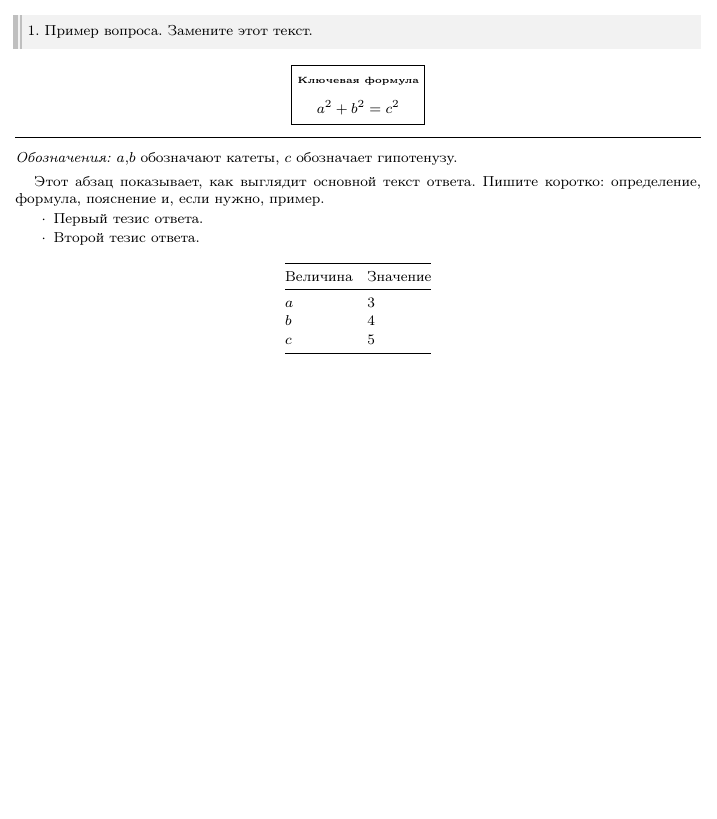 1. Пример вопроса. Замените этот текст.
Ключевая формула
a² + b² = c²
Обозначения: a,b обозначают катеты, c обозначает гипотенузу.
Этот абзац показывает, как выглядит основной текст ответа. Пишите коротко: определение,
формула, пояснение и, если нужно, пример.
· Первый тезис ответа.
· Второй тезис ответа.
Величина Значение
a 3
b 4
c 5